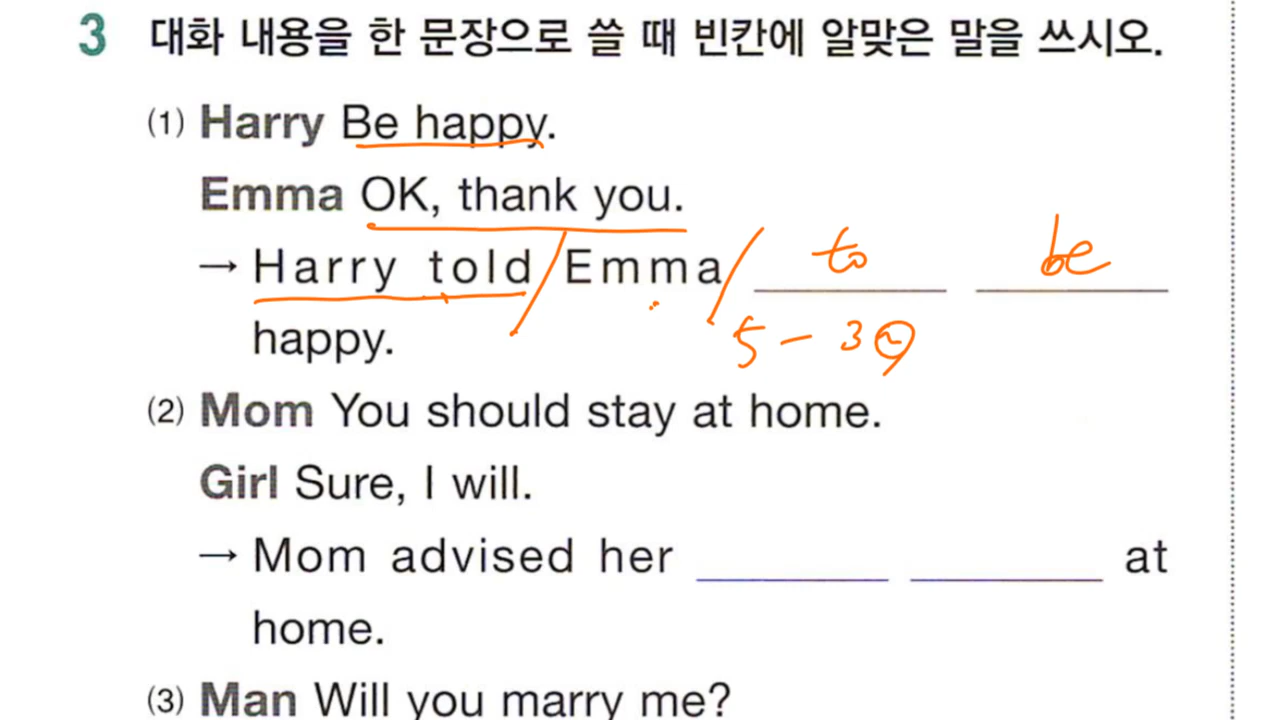 3 대화 내용을 한 문장으로 쓸 때 빈칸에 알맞은 말을 쓰시오.
(1) Harry Be happy.
Emma OK, thank you.
→ Harry told / Emma / to be
5 - 3
happy.
(2) Mom You should stay at home.
Girl Sure, I will.
→ Mom advised her ______ ______ at
home.
(3) Man Will you marry me?